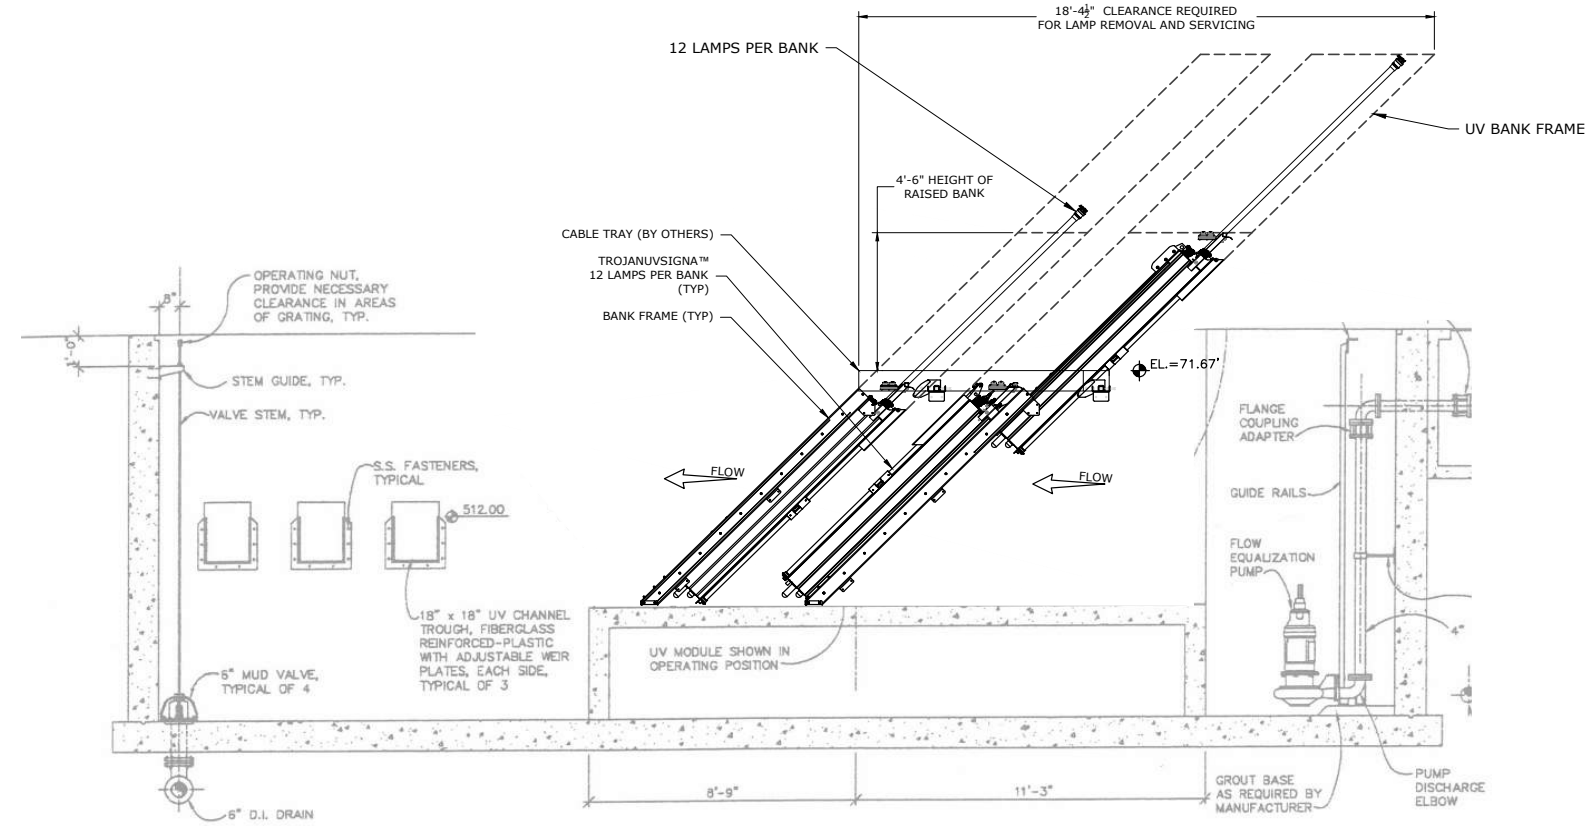 18'-4½" CLEARANCE REQUIRED
FOR LAMP REMOVAL AND SERVICING
12 LAMPS PER BANK
UV BANK FRAME
4'-6" HEIGHT OF
RAISED BANK
CABLE TRAY (BY OTHERS)
TROJANUVSIGNA™
12 LAMPS PER BANK
(TYP)
BANK FRAME (TYP)
OPERATING NUT,
PROVIDE NECESSARY
CLEARANCE IN AREAS
OF GRATING, TYP.
8"
1'-0"
STEM GUIDE, TYP.
VALVE STEM, TYP.
EL.=71.67'
FLANGE
COUPLING
ADAPTER
S.S. FASTENERS,
TYPICAL
FLOW
FLOW
GUIDE RAILS
512.00
FLOW
EQUALIZATION
PUMP
18" x 18" UV CHANNEL
TROUGH, FIBERGLASS
REINFORCED-PLASTIC
WITH ADJUSTABLE WEIR
PLATES, EACH SIDE,
TYPICAL OF 3
4"
UV MODULE SHOWN IN
OPERATING POSITION
6" MUD VALVE,
TYPICAL OF 4
8'-9"
11'-3"
GROUT BASE
AS REQUIRED BY
MANUFACTURER
PUMP
DISCHARGE
ELBOW
6" D.I. DRAIN